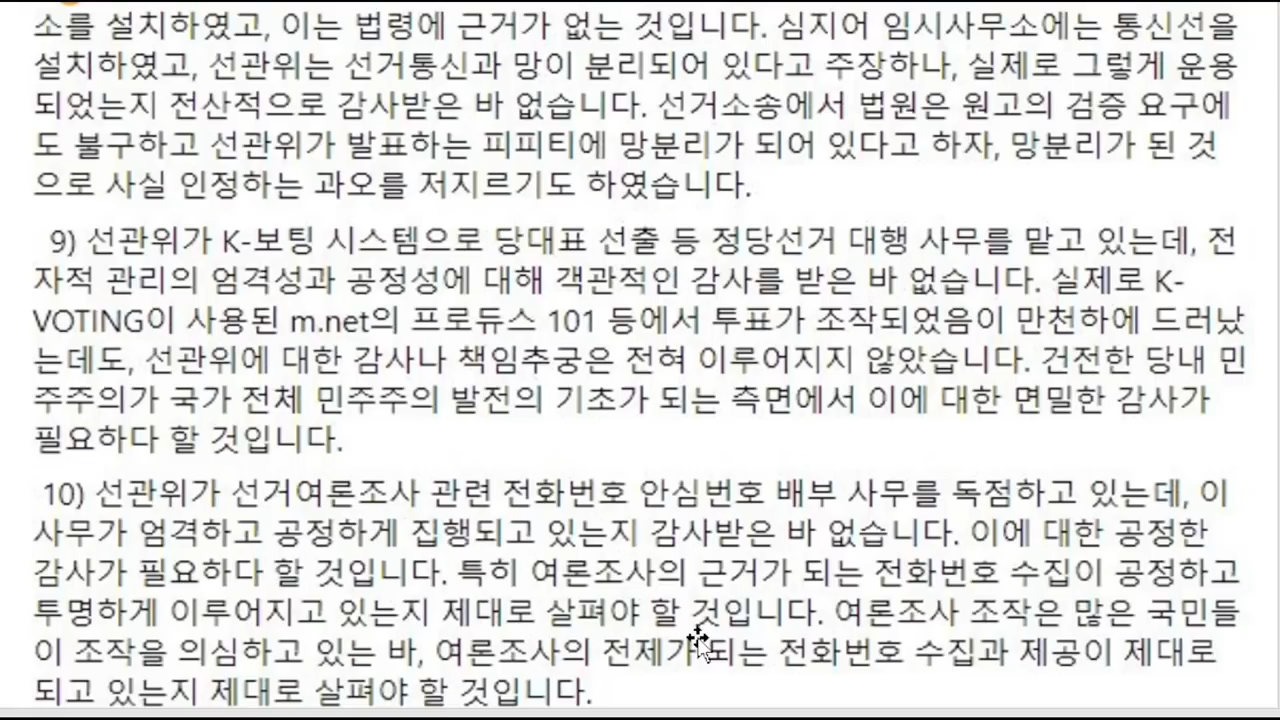 소를 설치하였고, 이는 법령에 근거가 없는 것입니다. 심지어 임시사무소에는 통신선을
설치하였고, 선관위는 선거통신과 망이 분리되어 있다고 주장하나, 실제로 그렇게 운용
되었는지 전산적으로 감사받은 바 없습니다. 선거소송에서 법원은 원고의 검증 요구에
도 불구하고 선관위가 발표하는 피피티에 망분리가 되어 있다고 하자, 망분리가 된 것
으로 사실 인정하는 과오를 저지르기도 하였습니다.
9) 선관위가 K-보팅 시스템으로 당대표 선출 등 정당선거 대행 사무를 맡고 있는데, 전
자적 관리의 엄격성과 공정성에 대해 객관적인 감사를 받은 바 없습니다. 실제로 K-
VOTING이 사용된 m.net의 프로듀스 101 등에서 투표가 조작되었음이 만천하에 드러났
는데도, 선관위에 대한 감사나 책임추궁은 전혀 이루어지지 않았습니다. 건전한 당내 민
주주의가 국가 전체 민주주의 발전의 기초가 되는 측면에서 이에 대한 면밀한 감사가
필요하다 할 것입니다.
10) 선관위가 선거여론조사 관련 전화번호 안심번호 배부 사무를 독점하고 있는데, 이
사무가 엄격하고 공정하게 집행되고 있는지 감사받은 바 없습니다. 이에 대한 공정한
감사가 필요하다 할 것입니다. 특히 여론조사의 근거가 되는 전화번호 수집이 공정하고
투명하게 이루어지고 있는지 제대로 살펴야 할 것입니다. 여론조사 조작은 많은 국민들
이 조작을 의심하고 있는 바, 여론조사의 전제가 되는 전화번호 수집과 제공이 제대로
되고 있는지 제대로 살펴야 할 것입니다.